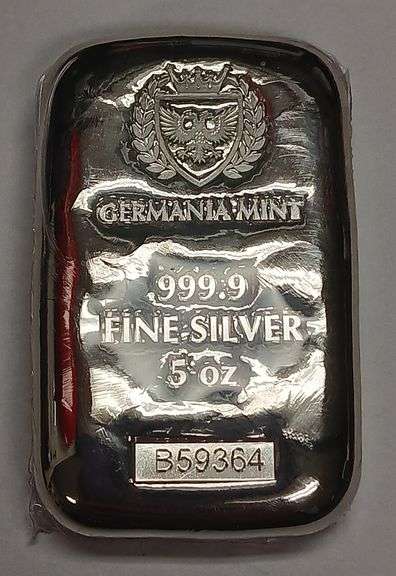 GERMANIA MINT
999.9
FINE SILVER
5 oz
B59364